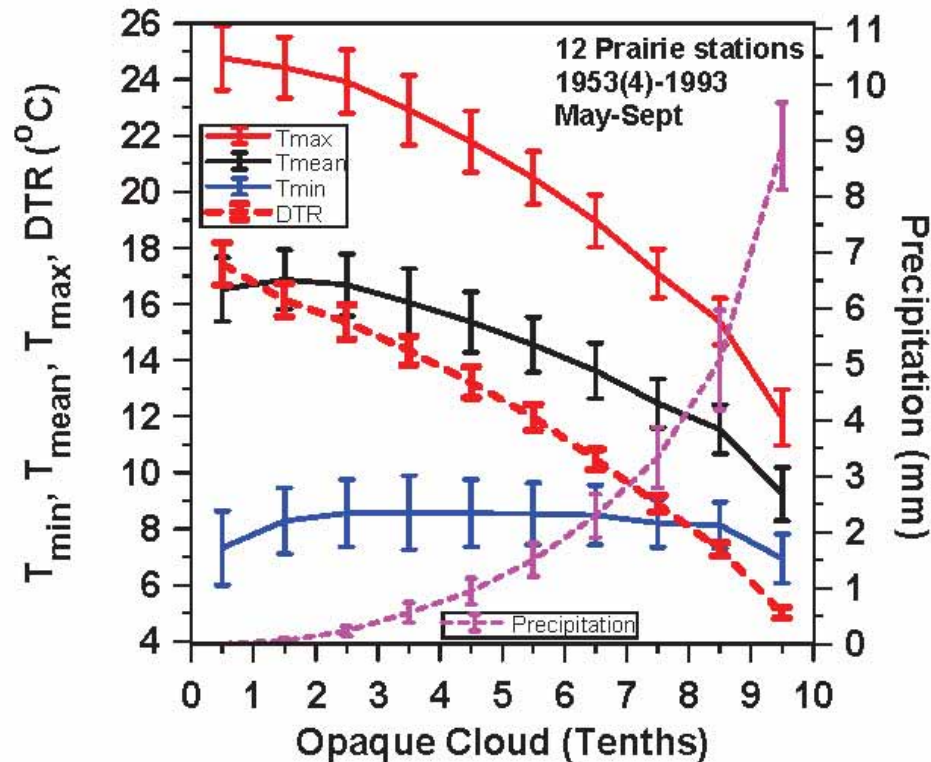 12 Prairie stations
1953(4)-1993
May-Sept
Tmax
Tmean
Tmin
DTR
Precipitation
Tmin, Tmean, Tmax, DTR (°C)
26
24
22
20
18
16
14
12
10
8
6
4
Precipitation (mm)
11
10
9
8
7
6
5
4
3
2
1
0
0 1 2 3 4 5 6 7 8 9 10
Opaque Cloud (Tenths)